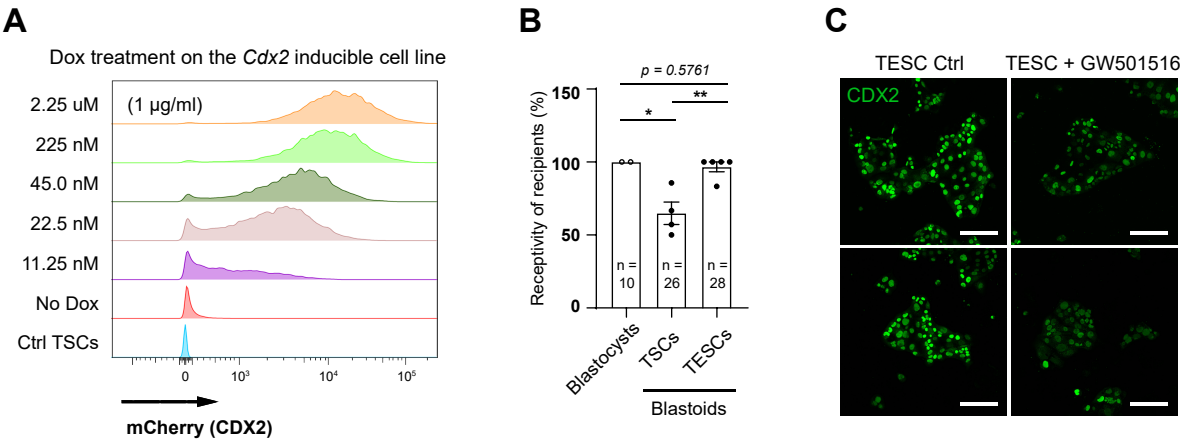 A
Dox treatment on the Cdx2 inducible cell line
2.25 uM
(1 µg/ml)
225 nM
45.0 nM
22.5 nM
11.25 nM
No Dox
Ctrl TSCs
0
10³
10⁴
10⁵
mCherry (CDX2)
B
Receptivity of recipients (%)
150
100
50
0
p = 0.5761
*
**
n =
10
n =
26
n =
28
Blastocysts
TSCs
TESCs
Blastoids
C
TESC Ctrl
TESC + GW501516
CDX2